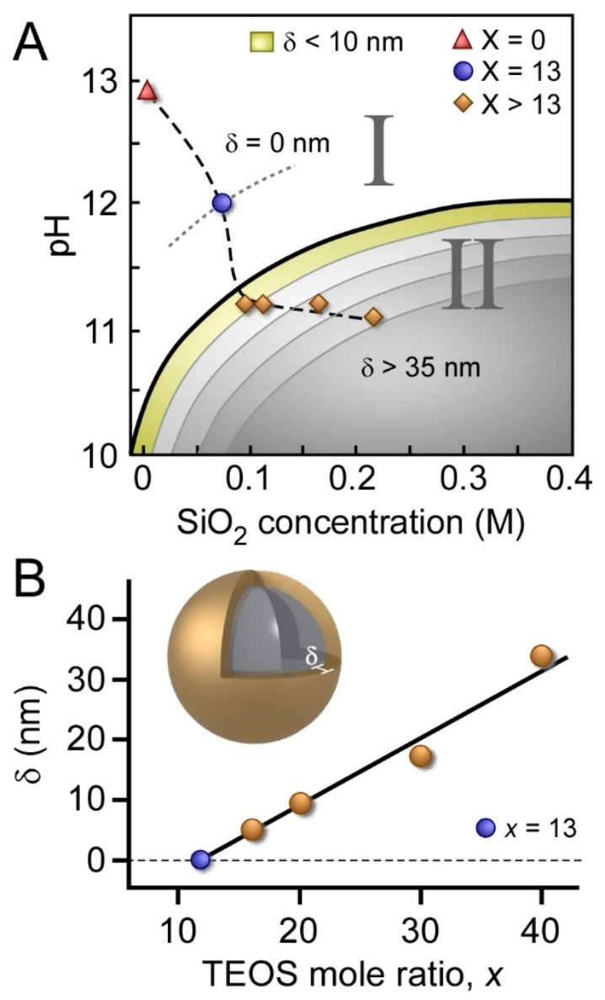 A
δ < 10 nm
X = 0
X = 13
X > 13
δ = 0 nm
I
II
δ > 35 nm
pH
13
12
11
10
0
0.1
0.2
0.3
0.4
SiO₂ concentration (M)
B
δ
δ (nm)
40
30
20
10
0
x = 13
10
20
30
40
TEOS mole ratio, x